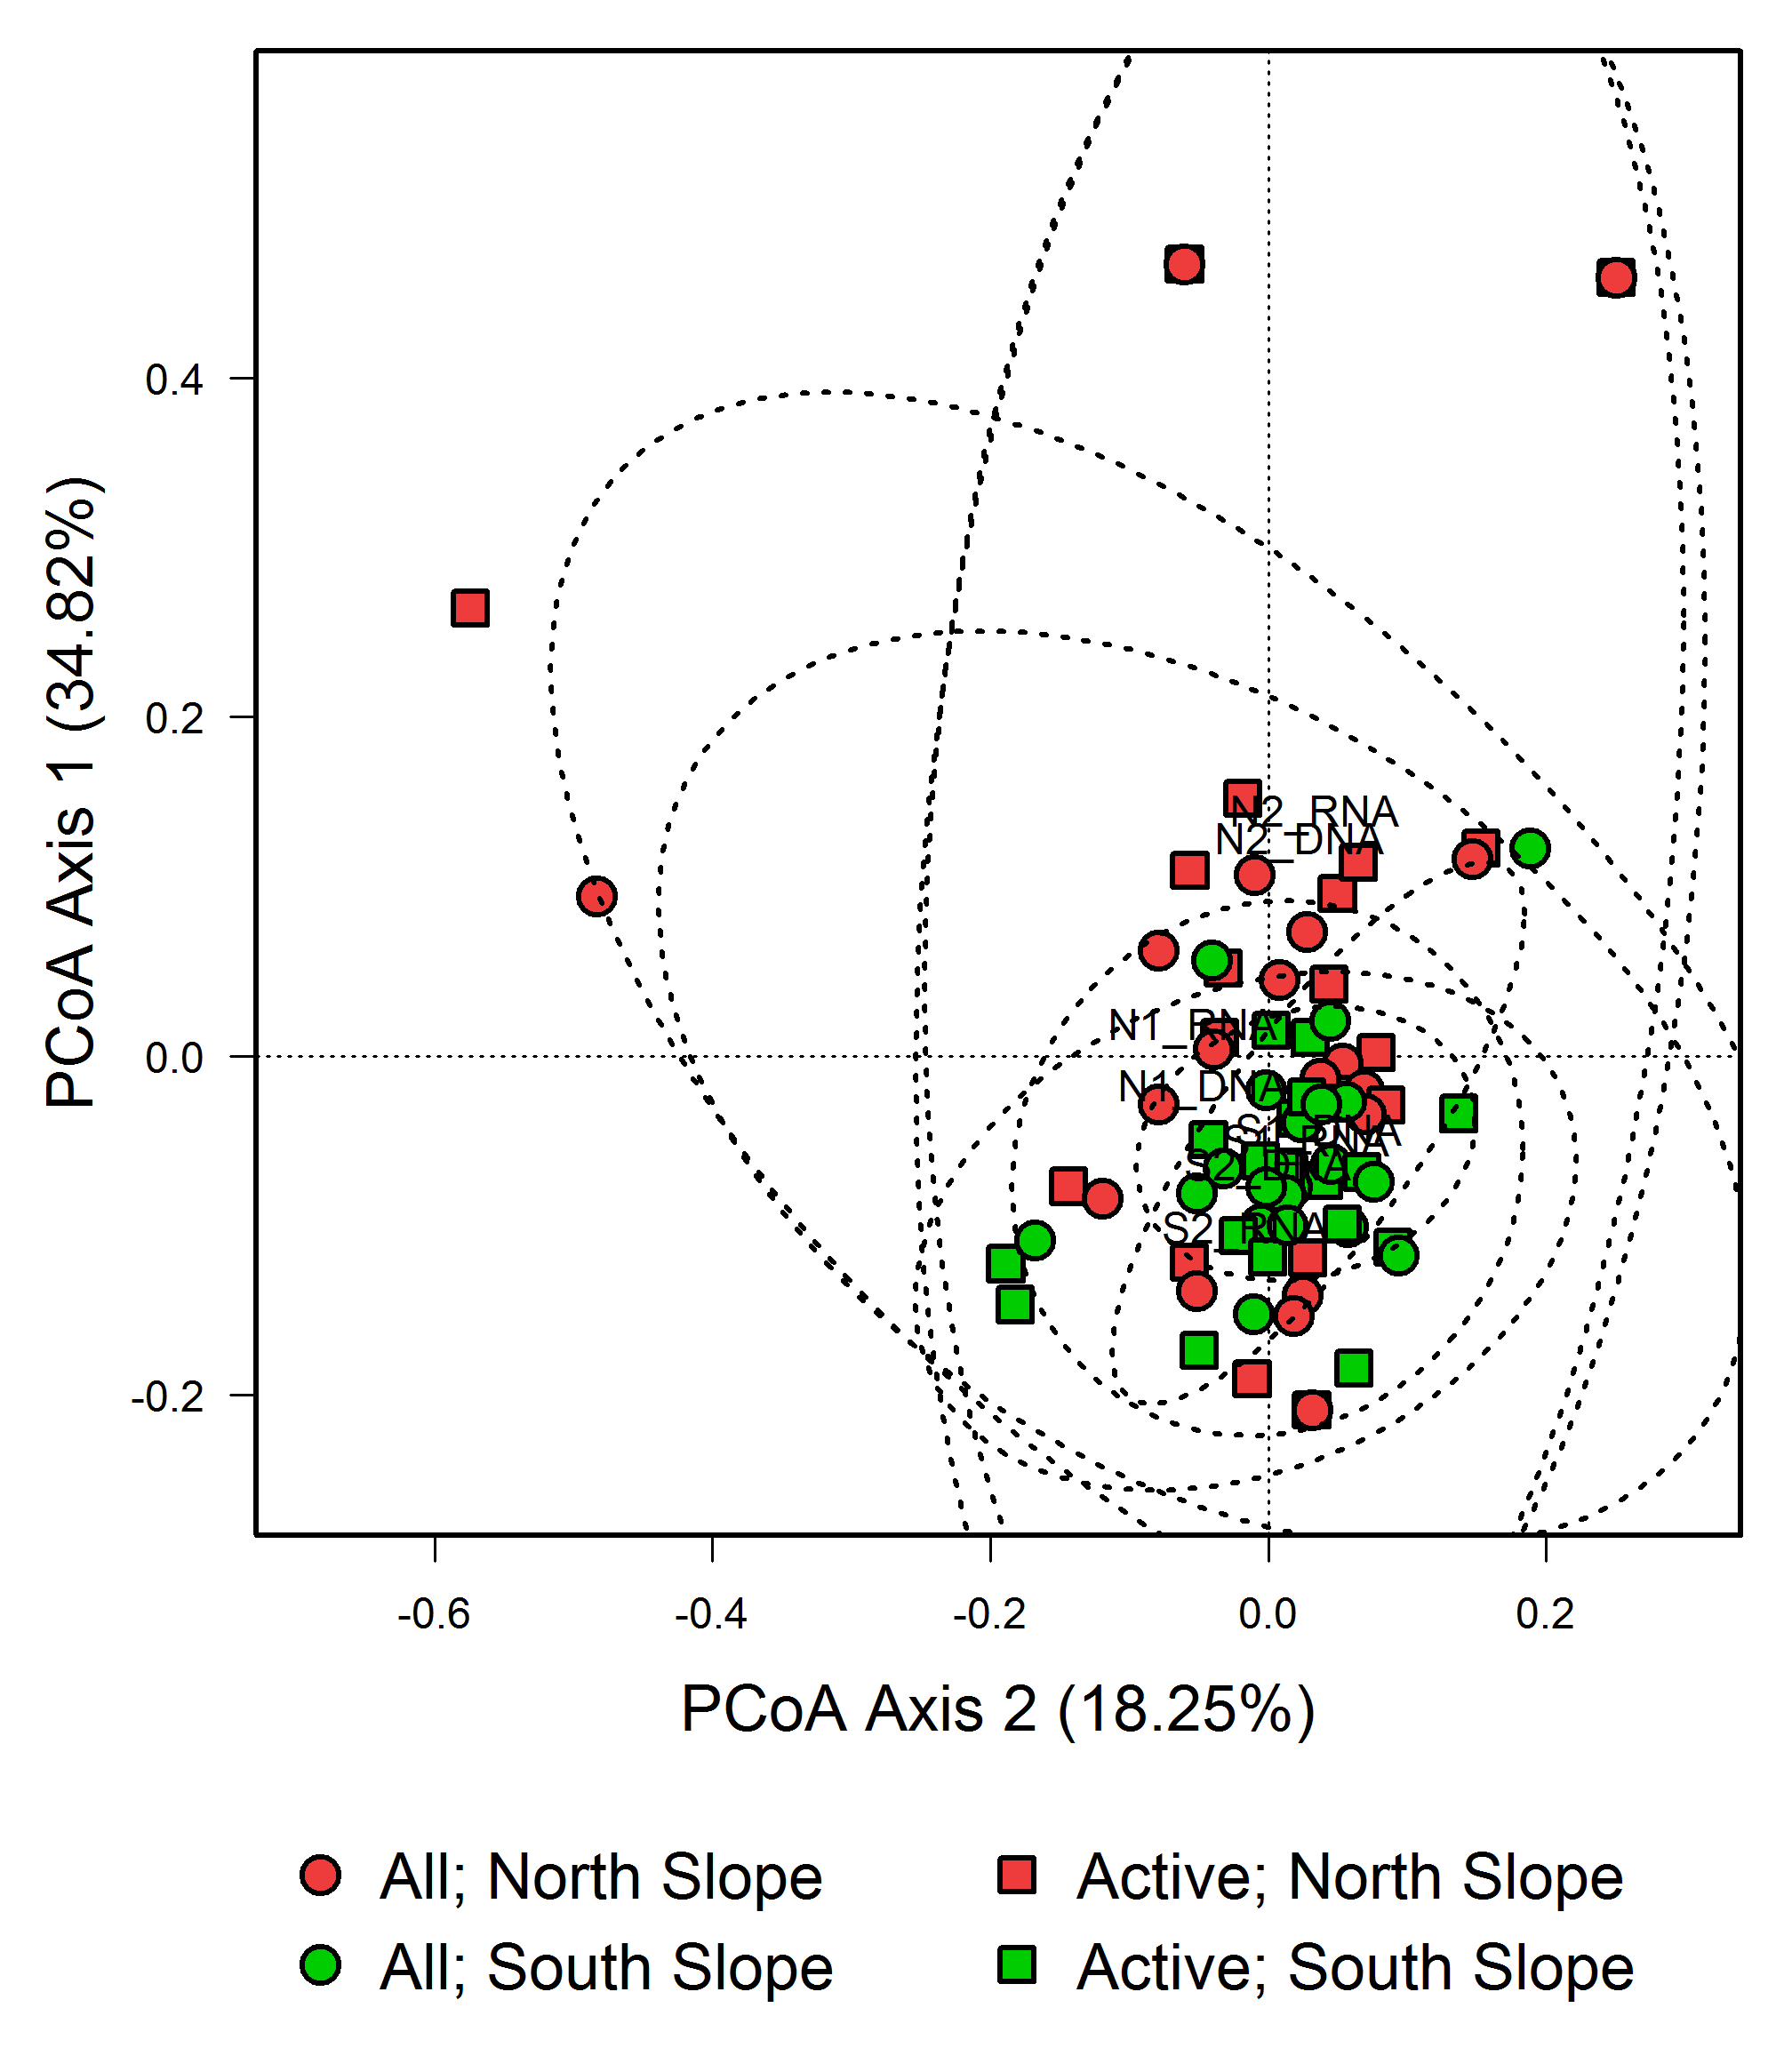 PCoA Axis 1 (34.82%)
0.4
0.2
0.0
-0.2
N2_RNA
N2_DNA
N1_RNA
N1_DNA
S2_DNA
S2_RNA
-0.6 -0.4 -0.2 0.0 0.2
PCoA Axis 2 (18.25%)
All; North Slope Active; North Slope
All; South Slope Active; South Slope